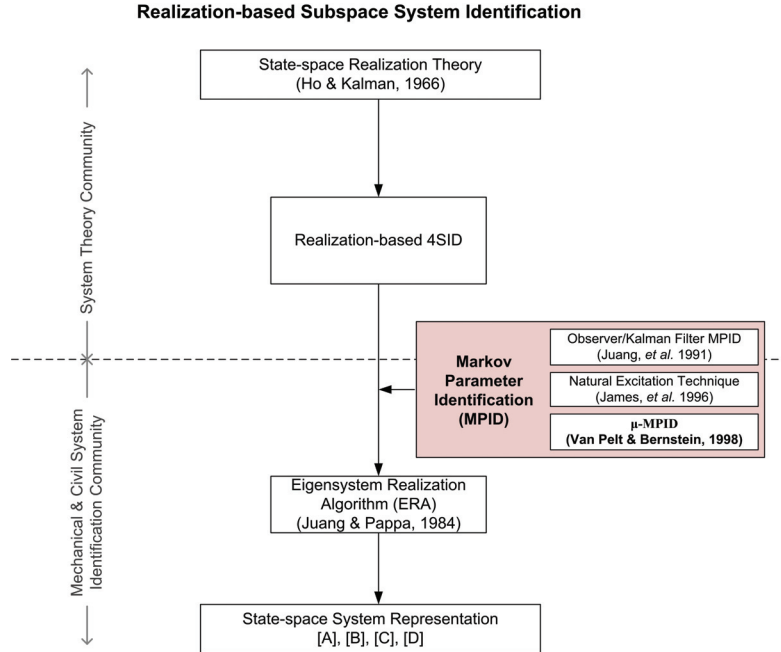 Realization-based Subspace System Identification
State-space Realization Theory
(Ho & Kalman, 1966)
System Theory Community
Realization-based 4SID
Markov
Parameter
Identification
(MPID)
Observer/Kalman Filter MPID
(Juang, et al. 1991)
Natural Excitation Technique
(James, et al. 1996)
μ-MPID
(Van Pelt & Bernstein, 1998)
Mechanical & Civil System
Identification Community
Eigensystem Realization
Algorithm (ERA)
(Juang & Pappa, 1984)
State-space System Representation
[A], [B], [C], [D]